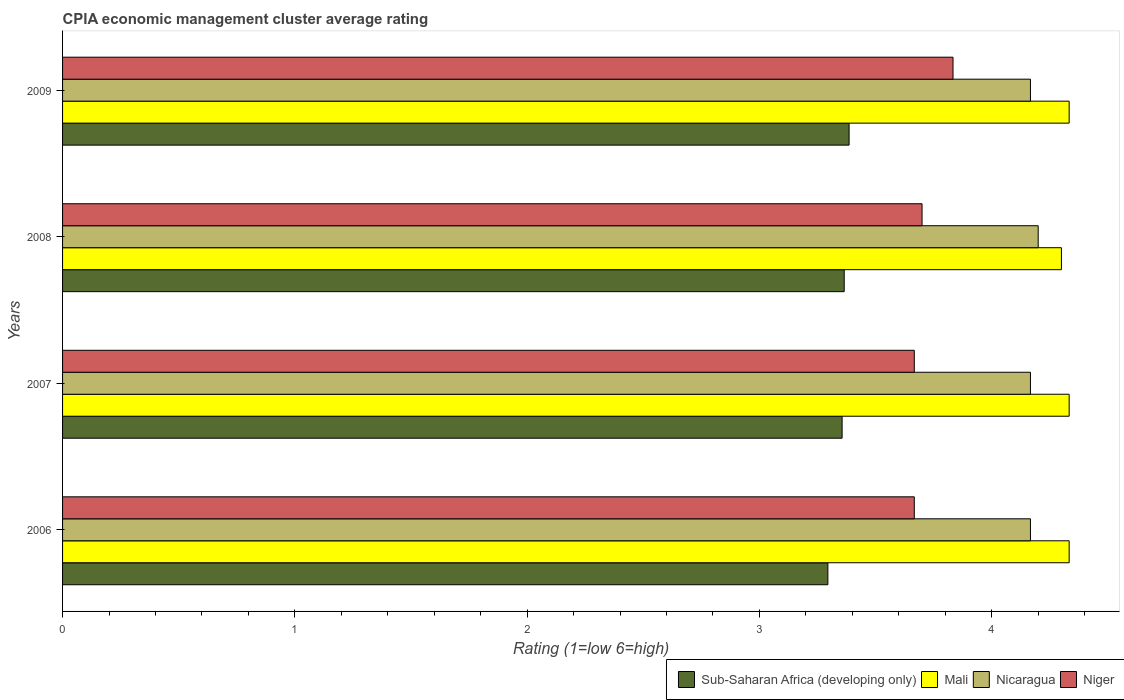 CPIA economic management cluster average rating
2009
2008
2007
2006
Years
0
1
2
3
4
Rating (1=low 6=high)
Sub-Saharan Africa (developing only)
Mali
Nicaragua
Niger